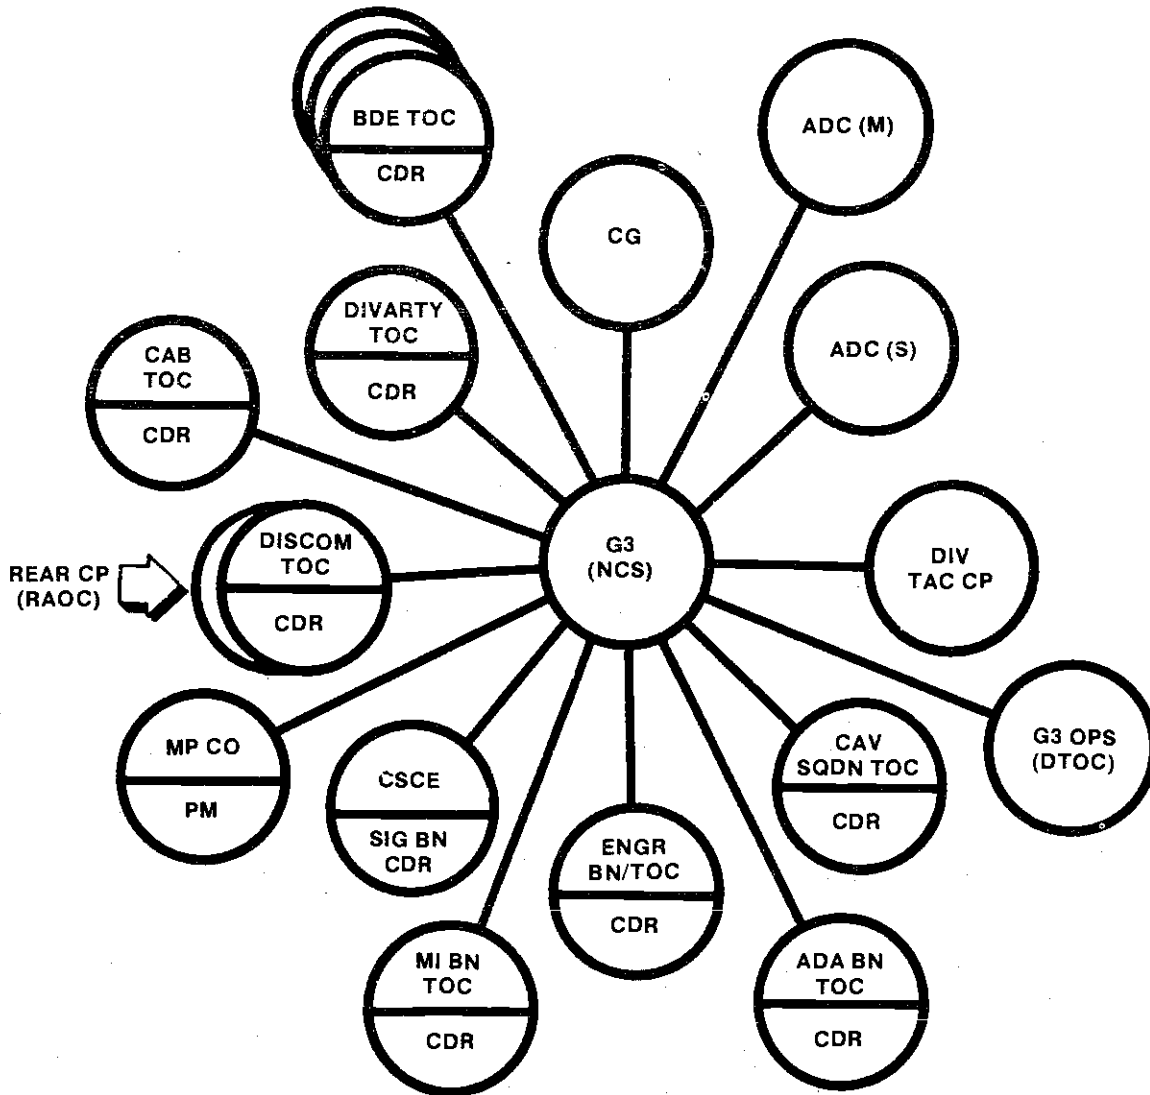 BDE TOC
CDR
ADC (M)
CG
DIVARTY
TOC
CDR
ADC (S)
CAB
TOC
CDR
REAR CP
(RAOC)
DISCOM
TOC
CDR
G3
(NCS)
DIV
TAC CP
MP CO
PM
CSCE
SIG BN
CDR
ENGR
BN/TOC
CDR
CAV
SQDN TOC
CDR
G3 OPS
(DTOC)
MI BN
TOC
CDR
ADA BN
TOC
CDR